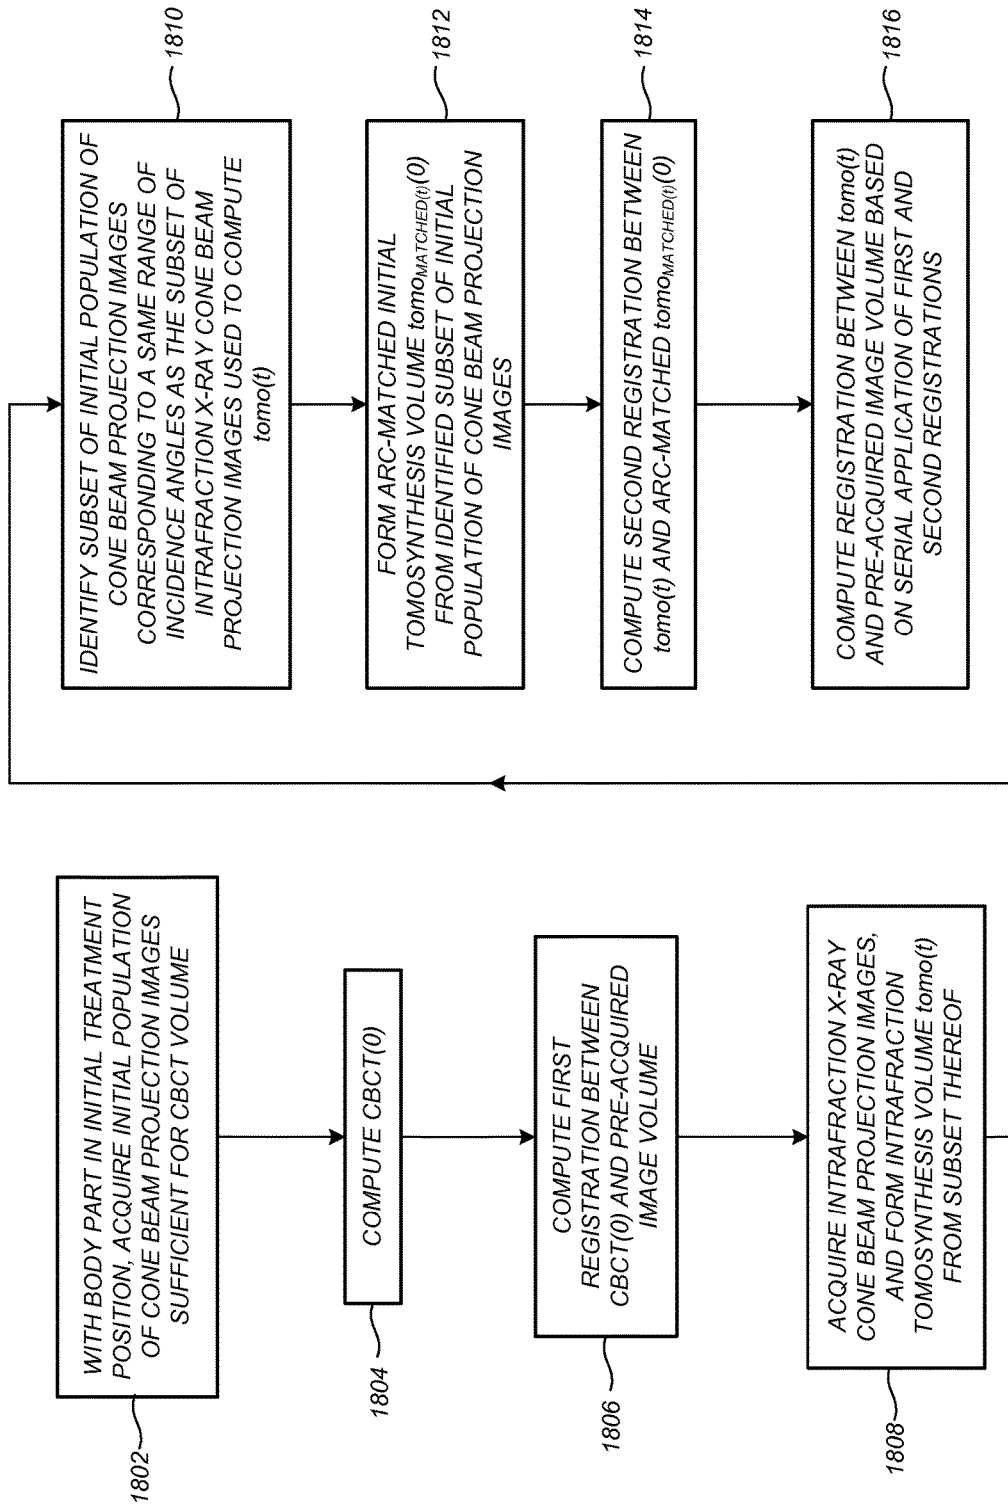 WITH BODY PART IN INITIAL TREATMENT
POSITION, ACQUIRE INITIAL POPULATION
OF CONE BEAM PROJECTION IMAGES
SUFFICIENT FOR CBCT VOLUME
1802
COMPUTE CBCT(0)
1804
COMPUTE FIRST
REGISTRATION BETWEEN
CBCT(0) AND PRE-ACQUIRED
IMAGE VOLUME
1806
ACQUIRE INTRAFRACTION X-RAY
CONE BEAM PROJECTION IMAGES,
AND FORM INTRAFRACTION
TOMOSYNTHESIS VOLUME tomo(t)
FROM SUBSET THEREOF
1808
IDENTIFY SUBSET OF INITIAL POPULATION OF
CONE BEAM PROJECTION IMAGES
CORRESPONDING TO A SAME RANGE OF
INCIDENCE ANGLES AS THE SUBSET OF
INTRAFRACTION X-RAY CONE BEAM
PROJECTION IMAGES USED TO COMPUTE
tomo(t)
1810
FORM ARC-MATCHED INITIAL
TOMOSYNTHESIS VOLUME tomoMATCHED(t)(0)
FROM IDENTIFIED SUBSET OF INITIAL
POPULATION OF CONE BEAM PROJECTION
IMAGES
1812
COMPUTE SECOND REGISTRATION BETWEEN
tomo(t) AND ARC-MATCHED tomoMATCHED(t)(0)
1814
COMPUTE REGISTRATION BETWEEN tomo(t)
AND PRE-ACQUIRED IMAGE VOLUME BASED
ON SERIAL APPLICATION OF FIRST AND
SECOND REGISTRATIONS
1816